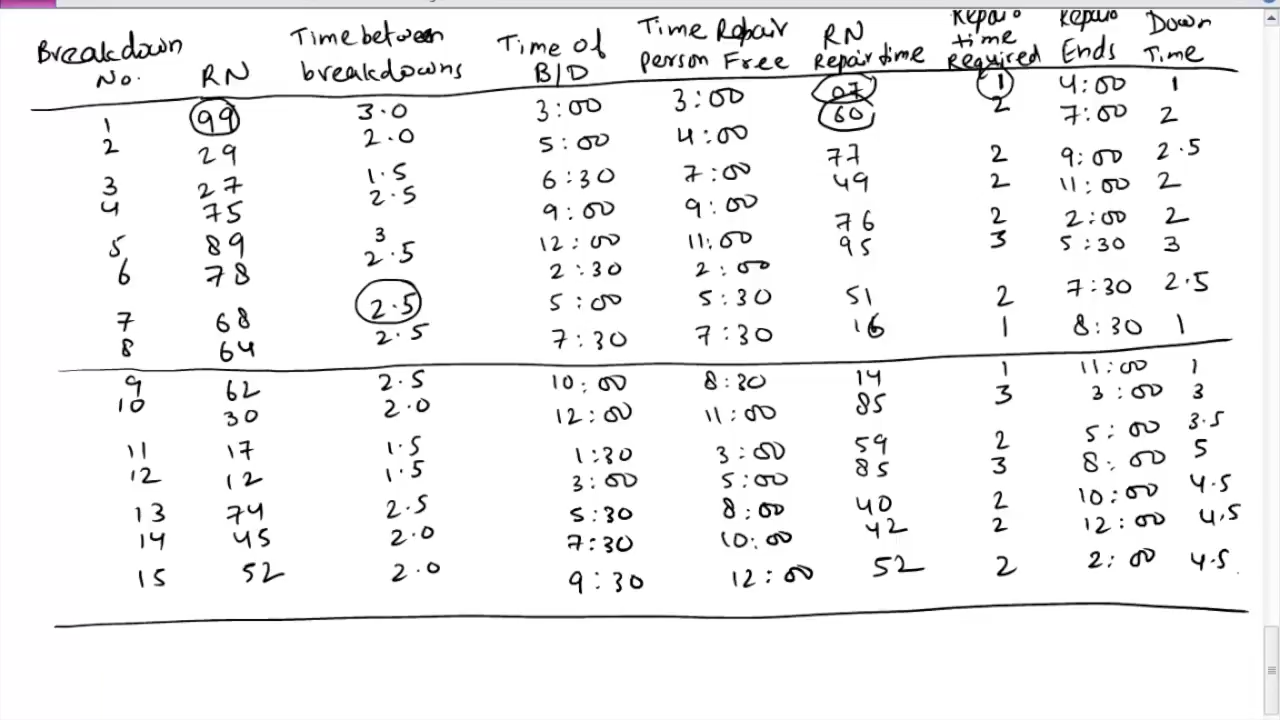 Breakdown No. RN Time between breakdowns Time of B/D Time Repair person Free RN Repair time Repair time Required Repair Ends Down Time
1 99 3.0 3:00 3:00 07 1 4:00 1
2 29 2.0 5:00 4:00 60 2 7:00 2
3 27 1.5 6:30 7:00 77 2 9:00 2.5
4 75 2.5 9:00 9:00 49 2 11:00 2
5 89 3 12:00 11:00 76 2 2:00 2
6 78 2.5 2:30 2:00 95 3 5:30 3
7 68 2.5 5:00 5:30 51 2 7:30 2.5
8 64 2.5 7:30 7:30 16 1 8:30 1
9 62 2.5 10:00 8:30 14 1 11:00 1
10 30 2.0 12:00 11:00 85 3 3:00 3
11 17 1.5 1:30 3:00 59 2 5:00 3.5
12 12 1.5 3:00 5:00 85 3 8:00 5
13 74 2.5 5:30 8:00 40 2 10:00 4.5
14 45 2.0 7:30 10:00 42 2 12:00 4.5
15 52 2.0 9:30 12:00 52 2 2:00 4.5